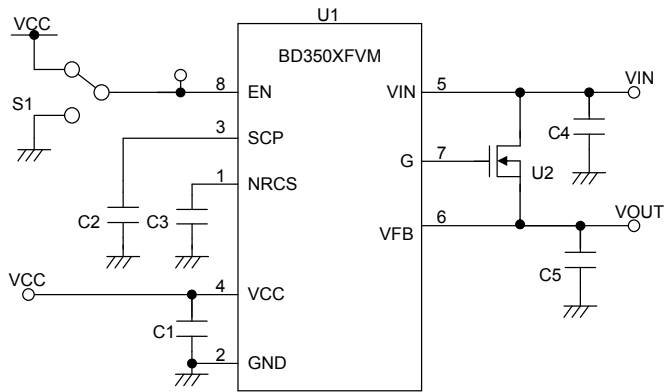 U1
VCC
BD350XFVM
S1
8 EN
VIN 5
VIN
3 SCP
C4
G 7
U2
1 NRCS
C2
C3
VFB 6
VOUT
VCC
4 VCC
C5
C1
2 GND